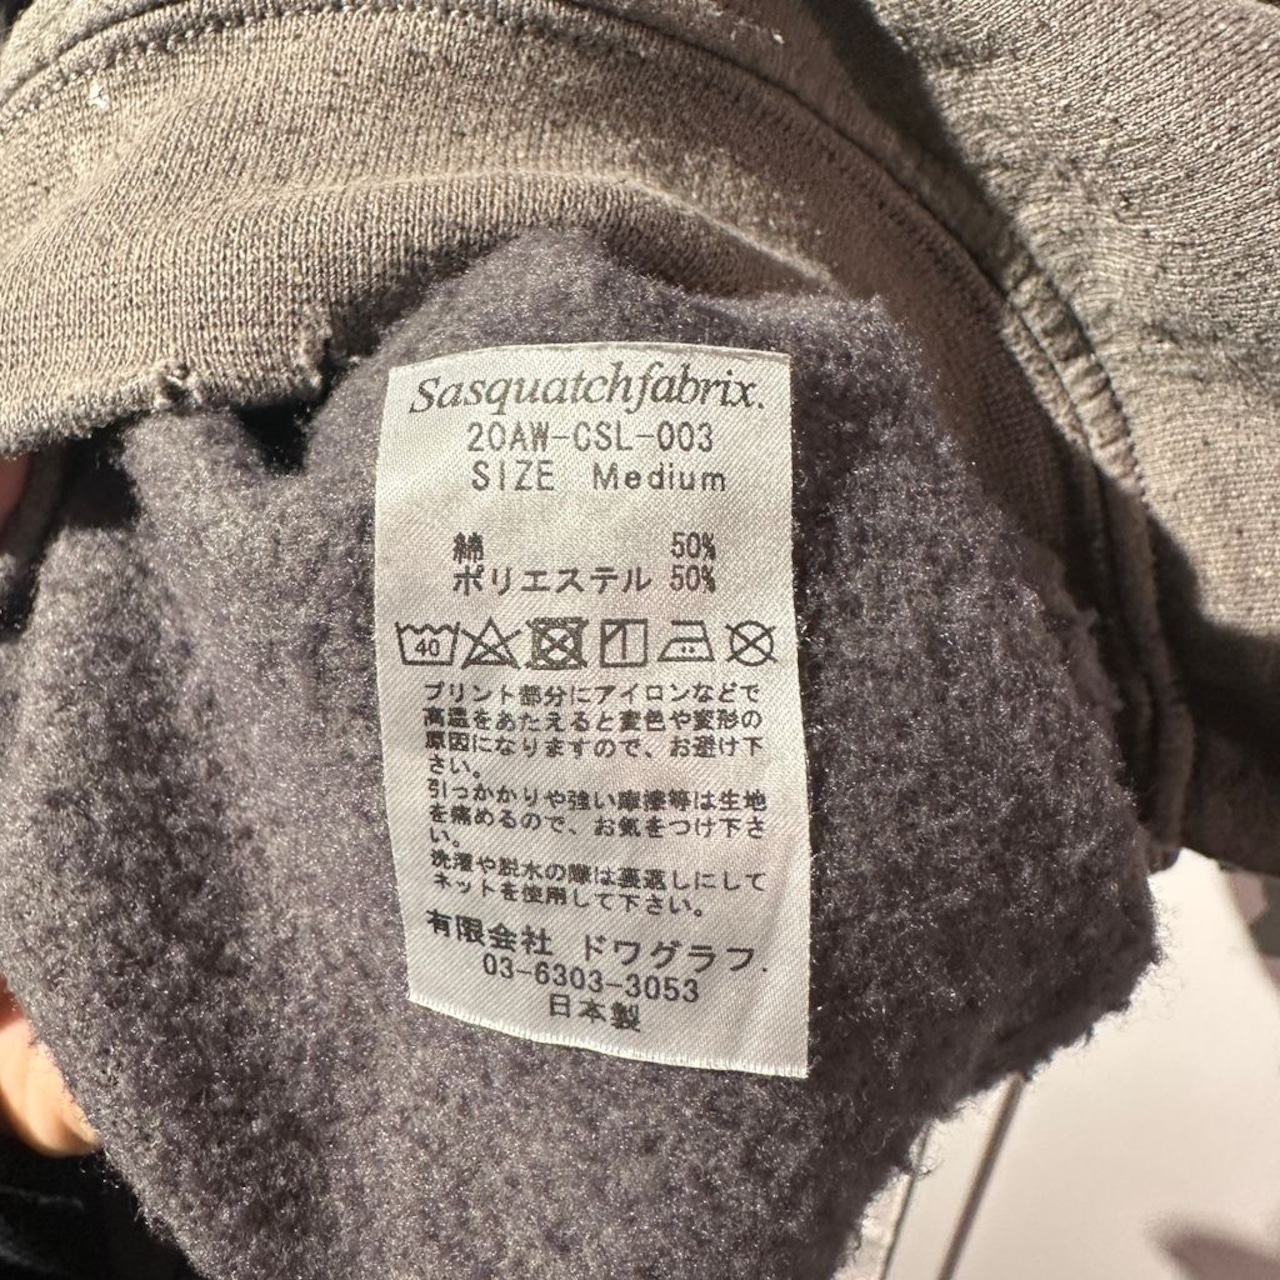 Sasquatchfabrix.
20AW-CSL-003
SIZE Medium
綿 50%
ポリエステル 50%
40
プリント部分にアイロンなどで
高温をあたえると変色や変形の
原因になりますので、お避け下
さい。
引っかかりや強い摩擦等は生地
を痛めるので、お気をつけ下さ
い。
洗濯や脱水の際は裏返しにして
ネットを使用して下さい。
有限会社 ドワグラフ.
03-6303-3053
日本製